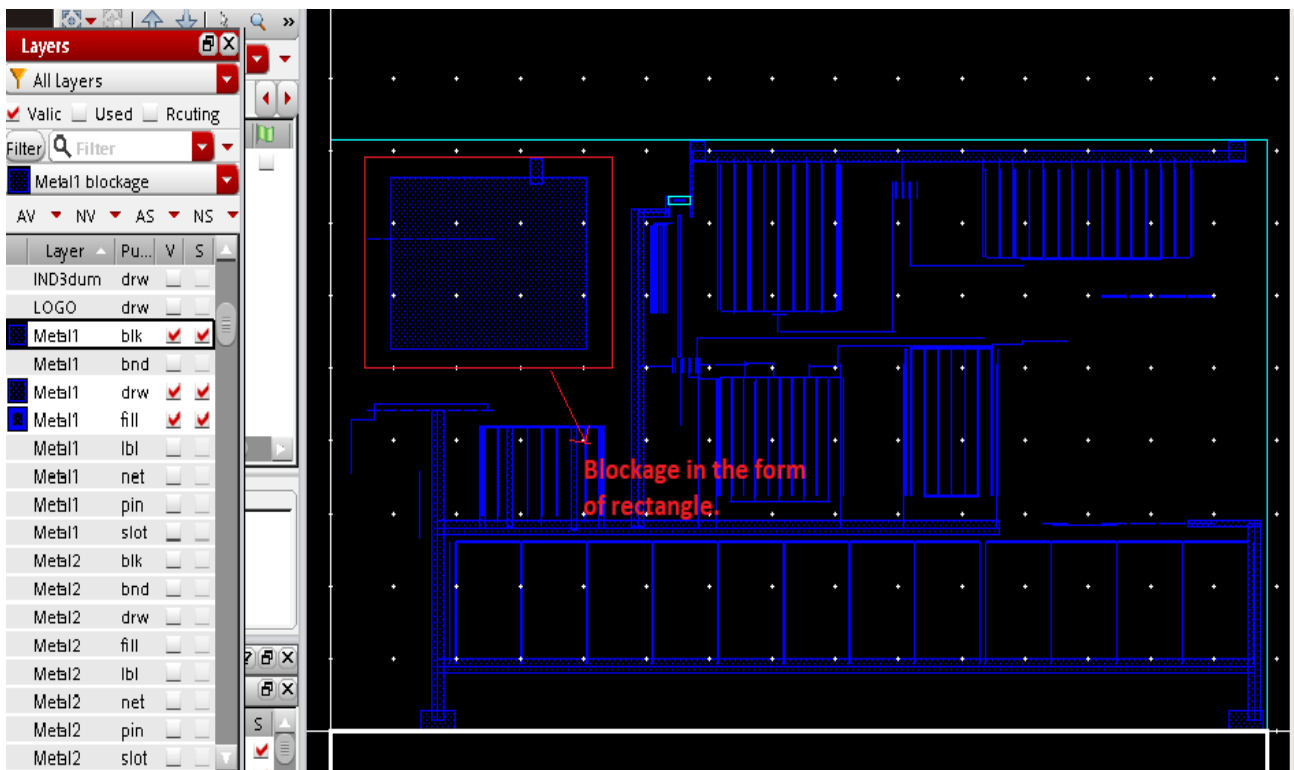 »
Layers
All Layers
Valic Used Rcuting
Filter Filter
Metal1 blockage
AV NV AS NS
Layer Pu... V S
IND3dum drw
LOGO drw
Metal1 blk
Metal1 bnd
Metal1 drw
Metal1 fill
Metal1 lbl
Metal1 net
Metal1 pin
Metal1 slot
Metal2 blk
Metal2 bnd
Metal2 drw
Metal2 fill
Metal2 lbl
Metal2 net
Metal2 pin
Metal2 slot
?
S
Blockage in the form
of rectangle.